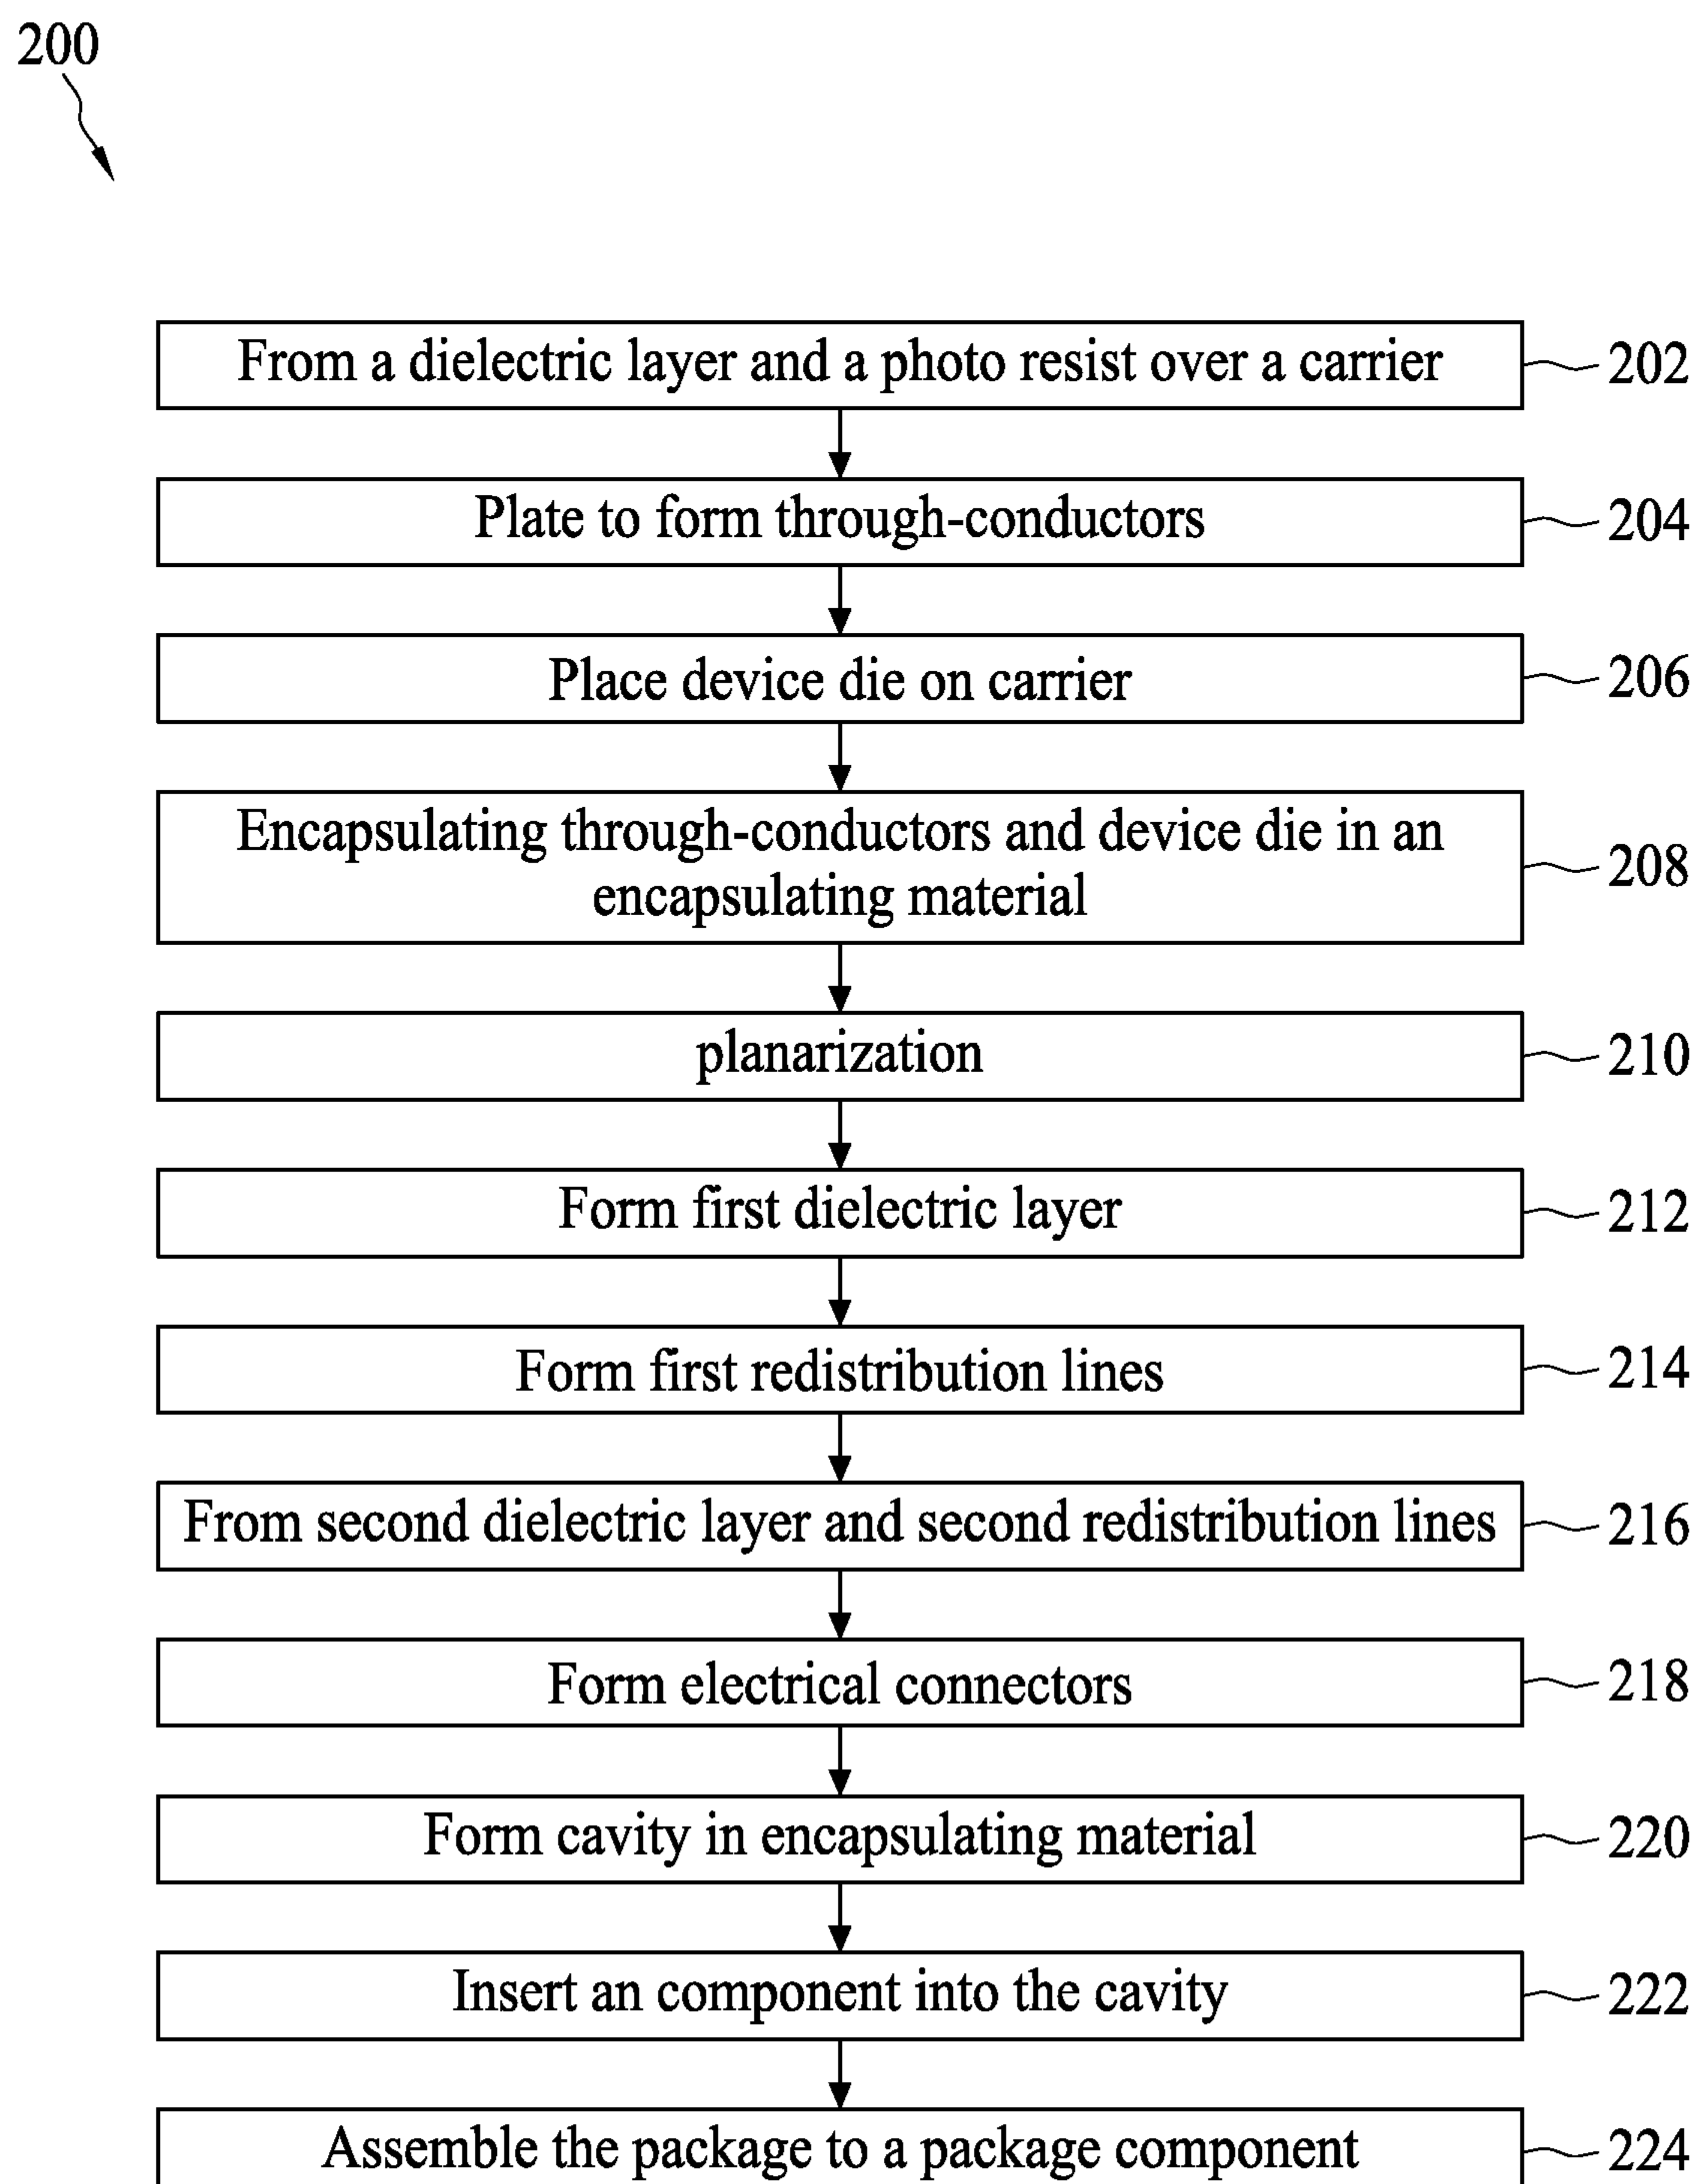 200
From a dielectric layer and a photo resist over a carrier
202
Plate to form through-conductors
204
Place device die on carrier
206
Encapsulating through-conductors and device die in an
encapsulating material
208
planarization
210
Form first dielectric layer
212
Form first redistribution lines
214
From second dielectric layer and second redistribution lines
216
Form electrical connectors
218
Form cavity in encapsulating material
220
Insert an component into the cavity
222
Assemble the package to a package component
224